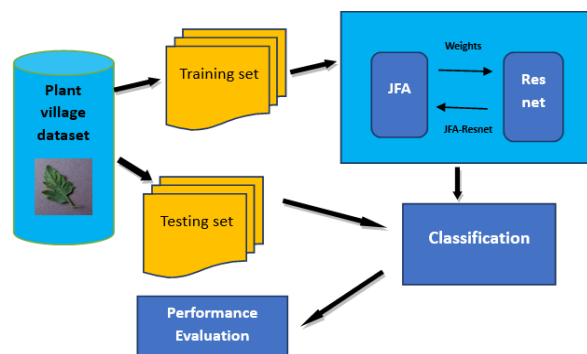 Plant
village
dataset
Training set
Testing set
Weights
JFA
Res
net
JFA-Resnet
Classification
Performance
Evaluation